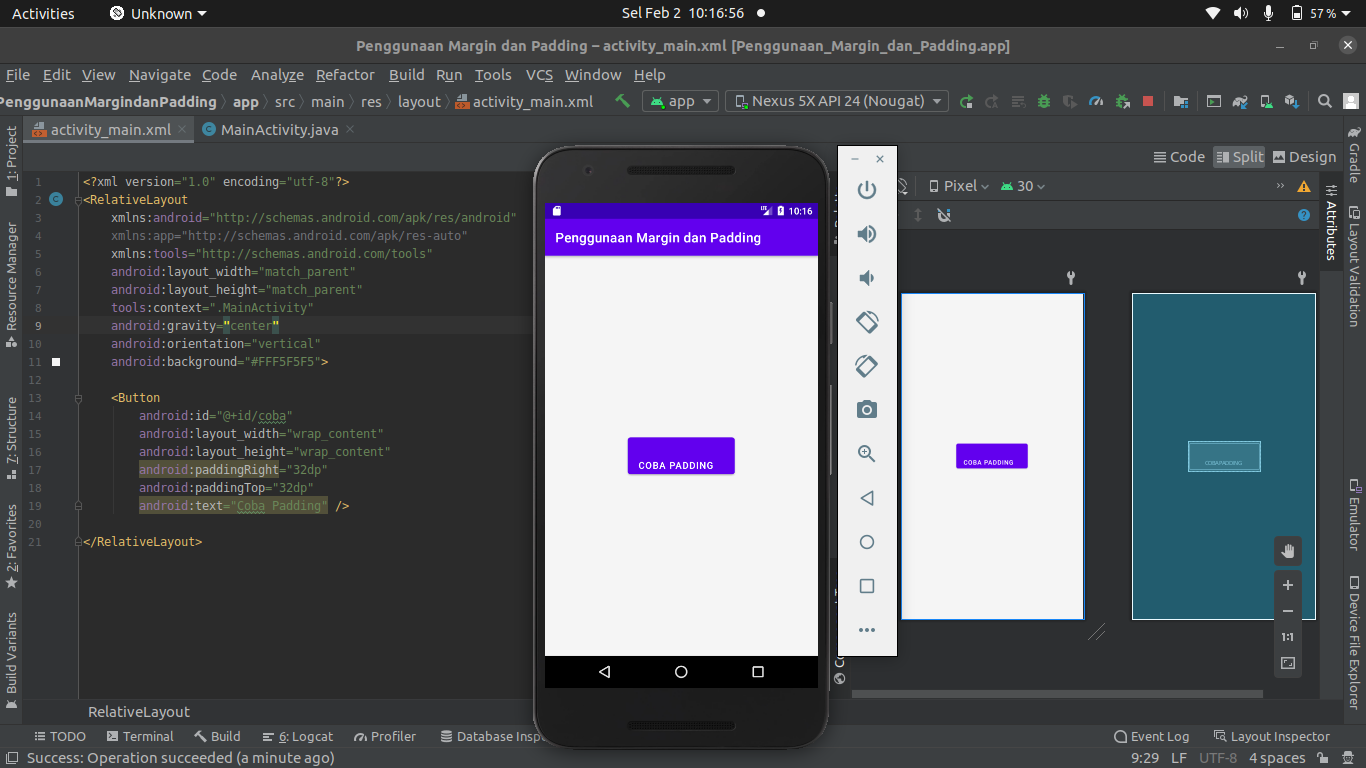 Activities
Unknown
Sel Feb 2 10:16:56
57 %
Penggunaan Margin dan Padding – activity_main.xml [Penggunaan_Margin_dan_Padding.app]
File Edit View Navigate Code Analyze Refactor Build Run Tools VCS Window Help
PenggunaanMargindanPadding app src main res layout activity_main.xml
app
Nexus 5X API 24 (Nougat)
activity_main.xml
MainActivity.java
Code Split Design
Pixel
30
1: Project
Resource Manager
7: Structure
2: Favorites
Build Variants
1 <?xml version="1.0" encoding="utf-8"?>
2 <RelativeLayout
3 xmlns:android="http://schemas.android.com/apk/res/android"
4 xmlns:app="http://schemas.android.com/apk/res-auto"
5 xmlns:tools="http://schemas.android.com/tools"
6 android:layout_width="match_parent"
7 android:layout_height="match_parent"
8 tools:context=".MainActivity"
9 android:gravity="center"
10 android:orientation="vertical"
11 android:background="#FFF5F5F5">
12
13 <Button
14 android:id="@+id/coba"
15 android:layout_width="wrap_content"
16 android:layout_height="wrap_content"
17 android:paddingRight="32dp"
18 android:paddingTop="32dp"
19 android:text="Coba Padding" />
20
21 </RelativeLayout>
10:16
Penggunaan Margin dan Padding
COBA PADDING
COBA PADDING
COBA PADDING
1:1
Gradle
Attributes
Layout Validation
Emulator
Device File Explorer
RelativeLayout
TODO
Terminal
Build
6: Logcat
Profiler
Database Insp
Event Log
Layout Inspector
Success: Operation succeeded (a minute ago)
9:29 LF UTF-8 4 spaces